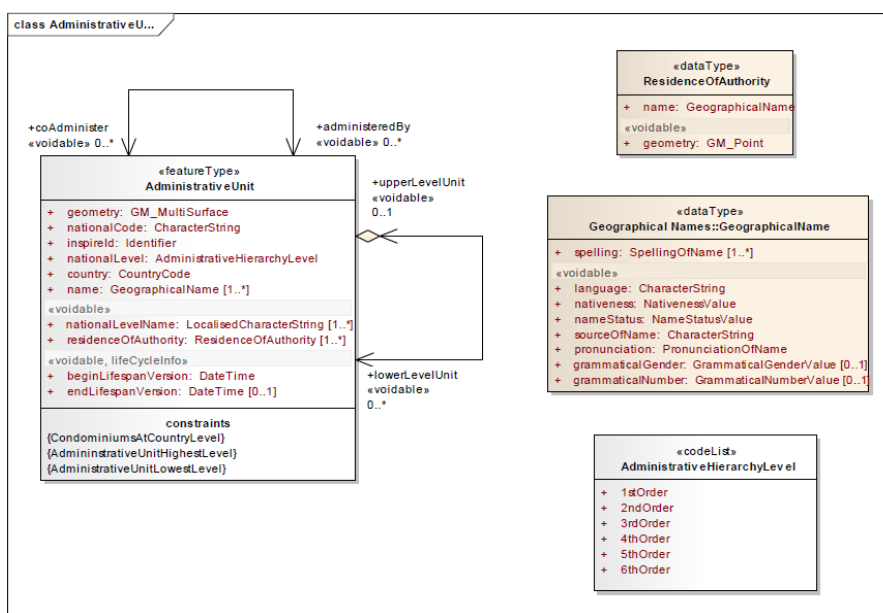 class AdministrativeU...
+coAdminister
«voidable» 0..*
+administeredBy
«voidable» 0..*
«featureType»
AdministrativeUnit
+ geometry: GM_MultiSurface
+ nationalCode: CharacterString
+ inspireId: Identifier
+ nationalLevel: AdministrativeHierarchyLevel
+ country: CountryCode
+ name: GeographicalName [1..*]
«voidable»
+ nationalLevelName: LocalisedCharacterString [1..*]
+ residenceOfAuthority: ResidenceOfAuthority [1..*]
«voidable, lifeCycleInfo»
+ beginLifespanVersion: DateTime
+ endLifespanVersion: DateTime [0..1]
constraints
{CondominiumsAtCountryLevel}
{AdmininstrativeUnitHighestLevel}
{AdministrativeUnitLowestLevel}
+upperLevelUnit
«voidable»
0..1
+lowerLevelUnit
«voidable»
0..*
«dataType»
ResidenceOfAuthority
+ name: GeographicalName
«voidable»
+ geometry: GM_Point
«dataType»
Geographical Names::GeographicalName
+ spelling: SpellingOfName [1..*]
«voidable»
+ language: CharacterString
+ nativeness: NativenessValue
+ nameStatus: NameStatusValue
+ sourceOfName: CharacterString
+ pronunciation: PronunciationOfName
+ grammaticalGender: GrammaticalGenderValue [0..1]
+ grammaticalNumber: GrammaticalNumberValue [0..1]
«codeList»
AdministrativeHierarchyLevel
+ 1stOrder
+ 2ndOrder
+ 3rdOrder
+ 4thOrder
+ 5thOrder
+ 6thOrder